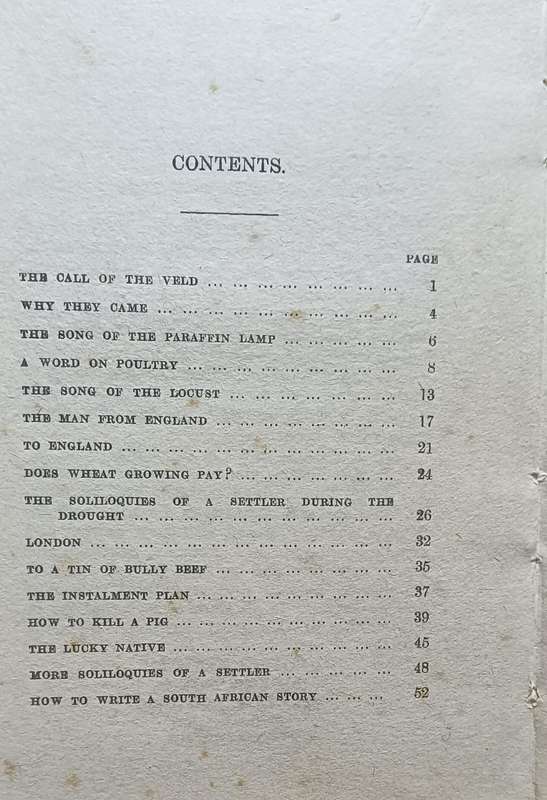 CONTENTS.
PAGE
THE CALL OF THE VELD ... ... ... ... ... ... ... ... 1
WHY THEY CAME ... ... ... ... ... ... ... ... ... ... 4
THE SONG OF THE PARAFFIN LAMP ... ... ... ... ... 6
A WORD ON POULTRY ... ... ... ... ... ... ... ... ... 8
THE SONG OF THE LOCUST ... ... ... ... ... ... ... 13
THE MAN FROM ENGLAND ... ... ... ... ... ... ... ... 17
TO ENGLAND ... ... ... ... ... ... ... ... ... ... ... 21
DOES WHEAT GROWING PAY? ... ... ... ... ... ... ... 24
THE SOLILOQUIES OF A SETTLER DURING THE
DROUGHT ... ... ... ... ... ... ... ... ... ... ... 26
LONDON ... ... ... ... ... ... ... ... ... ... ... ... ... 32
TO A TIN OF BULLY BEEF ... ... ... ... ... ... ... ... 35
THE INSTALMENT PLAN ... ... ... ... ... ... ... ... 37
HOW TO KILL A PIG ... ... ... ... ... ... ... ... ... 39
THE LUCKY NATIVE ... ... ... ... ... ... ... ... ... 45
MORE SOLILOQUIES OF A SETTLER ... ... ... ... ... 48
HOW TO WRITE A SOUTH AFRICAN STORY ... ... ... 52